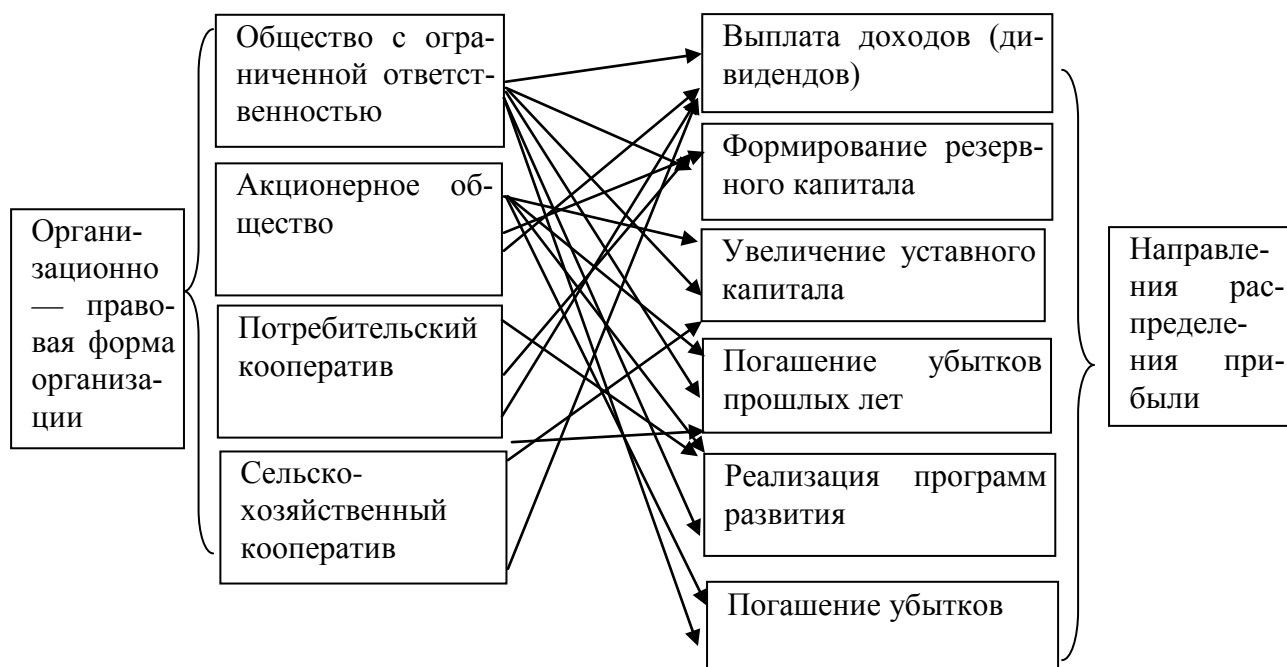 Органи-
зационно
— право-
вая форма
организа-
ции
Общество с огра-
ниченной ответст-
венностью
Акционерное об-
щество
Потребительский
кооператив
Сельско-
хозяйственный
кооператив
Выплата доходов (ди-
видендов)
Формирование резерв-
ного капитала
Увеличение уставного
капитала
Погашение убытков
прошлых лет
Реализация программ
развития
Погашение убытков
Направле-
ния рас-
пределе-
ния при-
были